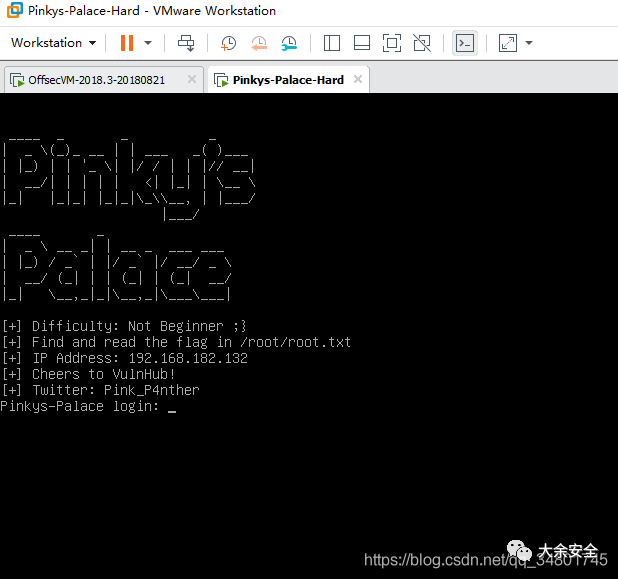 Pinkys-Palace-Hard - VMware Workstation
Workstation
OffsecVM-2018.3-20180821
Pinkys-Palace-Hard
Pinky's
Palace
[+] Difficulty: Not Beginner ;}
[+] Find and read the flag in /root/root.txt
[+] IP Address: 192.168.182.132
[+] Cheers to VulnHub!
[+] Twitter: Pink_P4nther
Pinkys-Palace login: _
大余安全
https://blog.csdn.net/qq_34801745